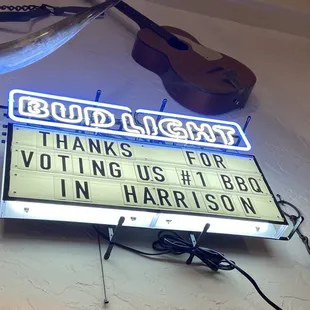 BUD LIGHT
THANKS FOR
VOTING US #1 BBQ
IN HARRISON